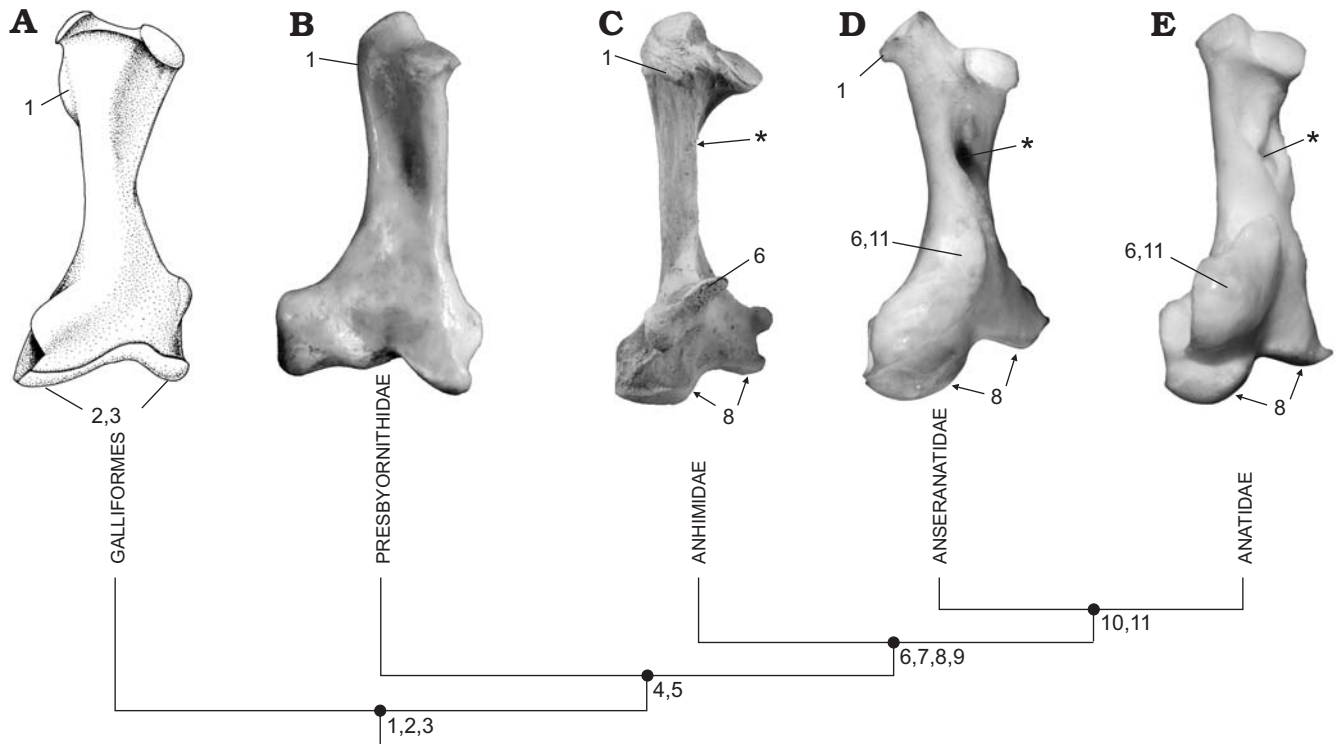 A B C D E
1 1 1 1
* * *
6,11 6 6,11
2,3 8 8 8
GALLIFORMES
PRESBYORNITHIDAE
ANHIMIDAE
ANSERANATIDAE
ANATIDAE
10,11
6,7,8,9
4,5
1,2,3